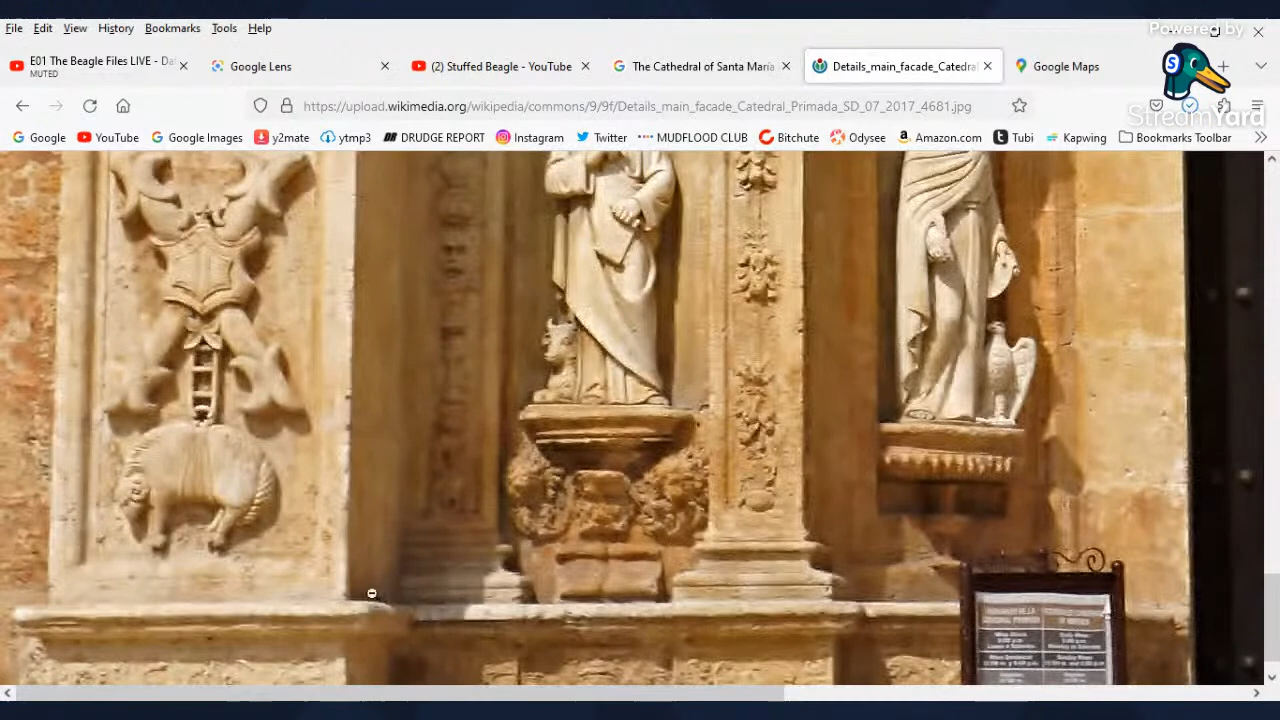 Powered by
StreamYard
File Edit View History Bookmarks Tools Help
E01 The Beagle Files LIVE - Da
MUTED
Google Lens
(2) Stupid Beagle - YouTube
The Cathedral of Santa María
Details_main_facade_Catedral
Google Maps
https://upload.wikimedia.org/wikipedia/commons/9/9f/Details_main_facade_Catedral_Primada_SD_07_2017_4681.jpg
Google YouTube Google Images y2mate ytmp3 DRUDGE REPORT Instagram Twitter MUDFLOOD CLUB Bitchute Odysee Amazon.com Tubi Kapwing Bookmarks Toolbar